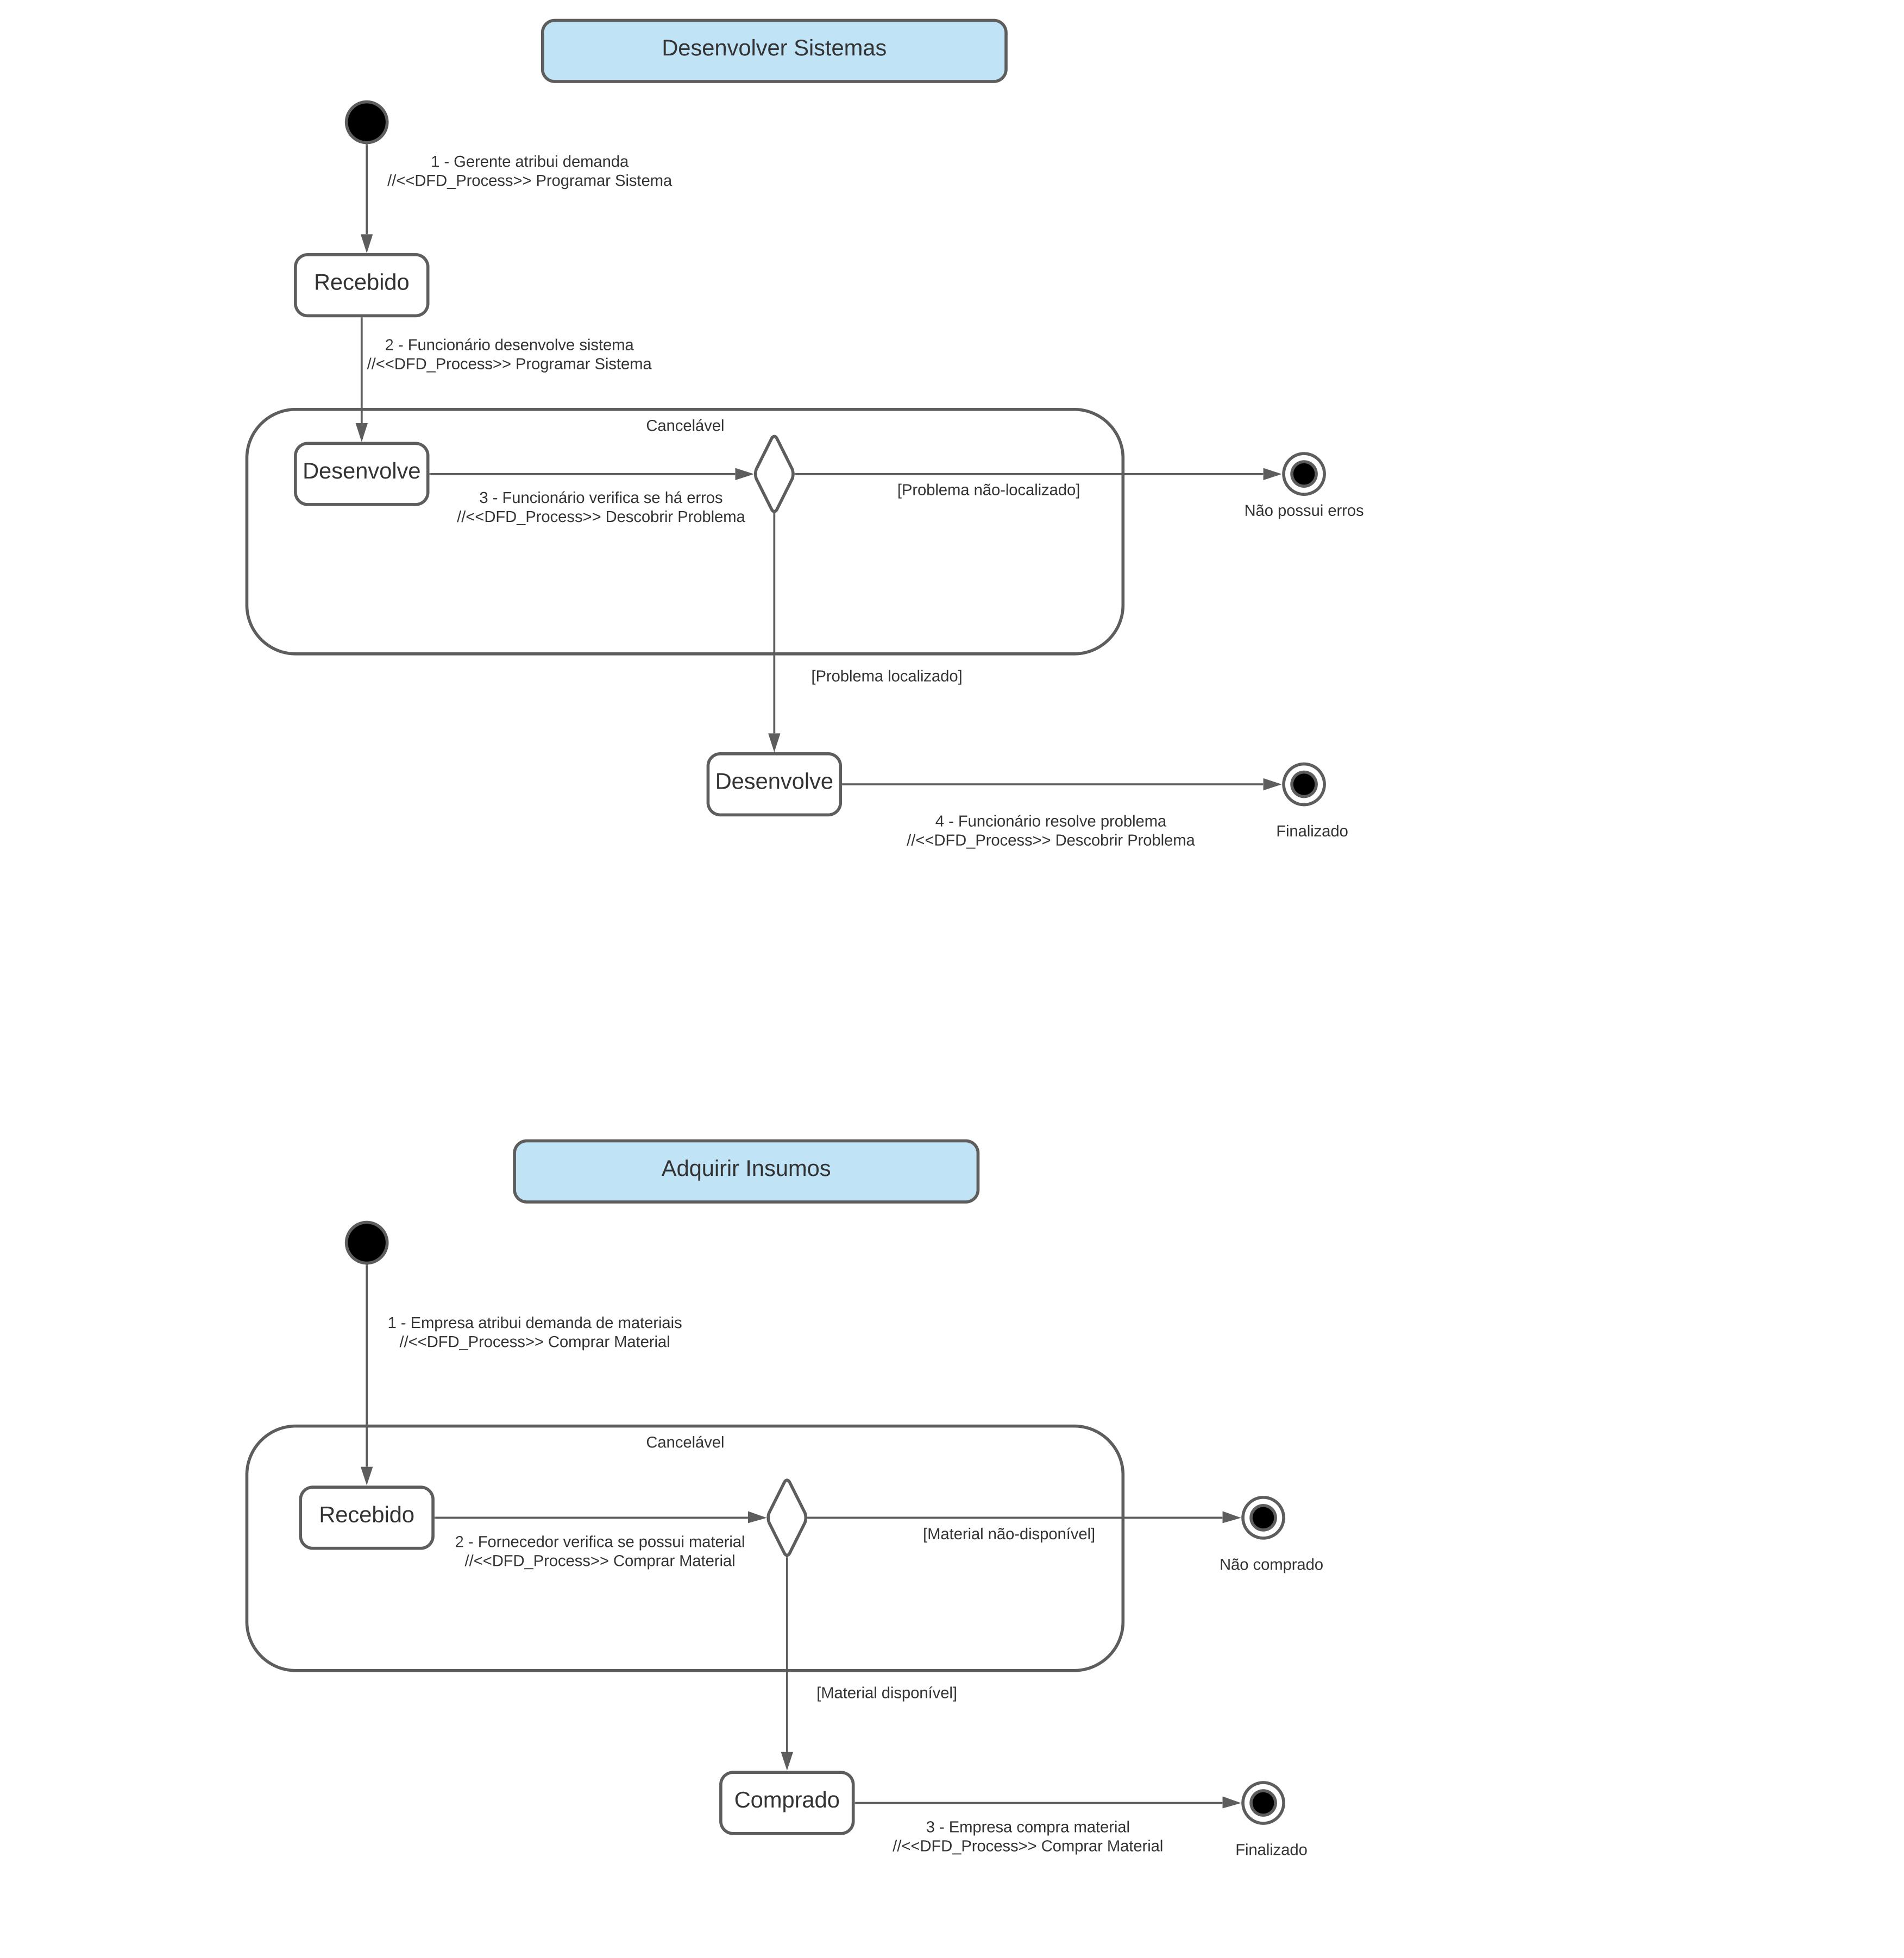 Desenvolver Sistemas
1 - Gerente atribui demanda
//<<DFD_Process>> Programar Sistema
Recebido
2 - Funcionário desenvolve sistema
//<<DFD_Process>> Programar Sistema
Cancelável
Desenvolve
3 - Funcionário verifica se há erros
//<<DFD_Process>> Descobrir Problema
[Problema não-localizado]
Não possui erros
[Problema localizado]
Desenvolve
4 - Funcionário resolve problema
//<<DFD_Process>> Descobrir Problema
Finalizado
Adquirir Insumos
1 - Empresa atribui demanda de materiais
//<<DFD_Process>> Comprar Material
Cancelável
Recebido
2 - Fornecedor verifica se possui material
//<<DFD_Process>> Comprar Material
[Material não-disponível]
Não comprado
[Material disponível]
Comprado
3 - Empresa compra material
//<<DFD_Process>> Comprar Material
Finalizado